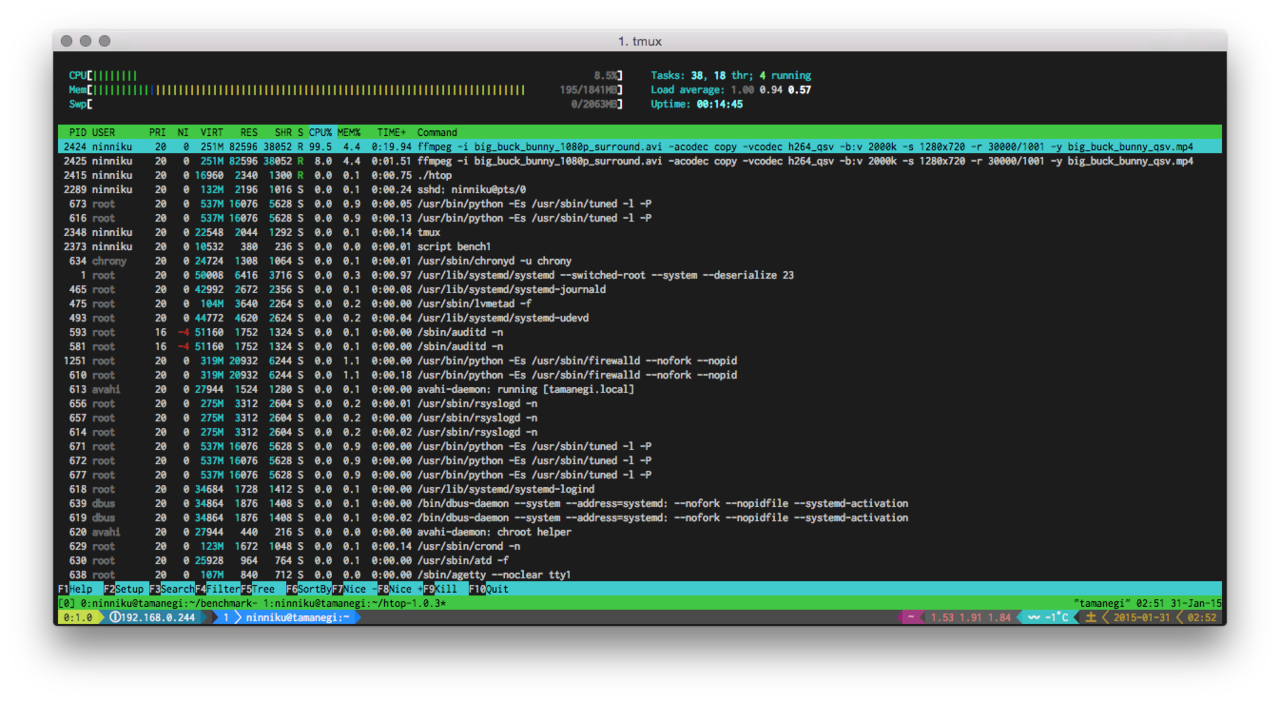 1. tmux
CPU[|||||||| 8.5%] Tasks: 38, 18 thr; 4 running
Mem[||||||||||||||||||||||||||||||||||||||||||||||||||||||||||||||||||||||||||| 195/1841MB] Load average: 1.00 0.94 0.57
Swp[ 0/2063MB] Uptime: 00:14:45
PID USER PRI NI VIRT RES SHR S CPU% MEM% TIME+ Command
2424 ninniku 20 0 251M 82596 38052 R 99.5 4.4 0:19.94 ffmpeg -i big_buck_bunny_1080p_surround.avi -acodec copy -vcodec h264_qsv -b:v 2000k -s 1280x720 -r 30000/1001 -y big_buck_bunny_qsv.mp4
2425 ninniku 20 0 251M 82596 38052 R 8.0 4.4 0:01.51 ffmpeg -i big_buck_bunny_1080p_surround.avi -acodec copy -vcodec h264_qsv -b:v 2000k -s 1280x720 -r 30000/1001 -y big_buck_bunny_qsv.mp4
2415 ninniku 20 0 16960 2340 1300 R 0.0 0.1 0:00.75 ./htop
2289 ninniku 20 0 132M 2196 1016 S 0.0 0.1 0:00.24 sshd: ninniku@pts/0
673 root 20 0 537M 16076 5628 S 0.0 0.9 0:00.05 /usr/bin/python -Es /usr/sbin/tuned -l -P
616 root 20 0 537M 16076 5628 S 0.0 0.9 0:00.13 /usr/bin/python -Es /usr/sbin/tuned -l -P
2348 ninniku 20 0 22548 2044 1292 S 0.0 0.1 0:00.14 tmux
2373 ninniku 20 0 10532 380 236 S 0.0 0.0 0:00.01 script bench1
634 chrony 20 0 24724 1308 1064 S 0.0 0.1 0:00.01 /usr/sbin/chronyd -u chrony
1 root 20 0 50008 6416 3716 S 0.0 0.3 0:00.97 /usr/lib/systemd/systemd --switched-root --system --deserialize 23
465 root 20 0 42992 2672 2356 S 0.0 0.1 0:00.08 /usr/lib/systemd/systemd-journald
475 root 20 0 104M 3640 2264 S 0.0 0.2 0:00.00 /usr/sbin/lvmetad -f
493 root 20 0 44772 4620 2624 S 0.0 0.2 0:00.04 /usr/lib/systemd/systemd-udevd
593 root 16 -4 51160 1752 1324 S 0.0 0.1 0:00.00 /sbin/auditd -n
581 root 16 -4 51160 1752 1324 S 0.0 0.1 0:00.00 /sbin/auditd -n
1251 root 20 0 319M 20932 6244 S 0.0 1.1 0:00.00 /usr/bin/python -Es /usr/sbin/firewalld --nofork --nopid
610 root 20 0 319M 20932 6244 S 0.0 1.1 0:00.18 /usr/bin/python -Es /usr/sbin/firewalld --nofork --nopid
613 avahi 20 0 27944 1524 1280 S 0.0 0.1 0:00.00 avahi-daemon: running [tamanegi.local]
656 root 20 0 275M 3312 2604 S 0.0 0.2 0:00.01 /usr/sbin/rsyslogd -n
657 root 20 0 275M 3312 2604 S 0.0 0.2 0:00.00 /usr/sbin/rsyslogd -n
614 root 20 0 275M 3312 2604 S 0.0 0.2 0:00.02 /usr/sbin/rsyslogd -n
671 root 20 0 537M 16076 5628 S 0.0 0.9 0:00.00 /usr/bin/python -Es /usr/sbin/tuned -l -P
672 root 20 0 537M 16076 5628 S 0.0 0.9 0:00.00 /usr/bin/python -Es /usr/sbin/tuned -l -P
677 root 20 0 537M 16076 5628 S 0.0 0.9 0:00.00 /usr/bin/python -Es /usr/sbin/tuned -l -P
618 root 20 0 34684 1728 1412 S 0.0 0.1 0:00.00 /usr/lib/systemd/systemd-logind
639 dbus 20 0 34864 1876 1408 S 0.0 0.1 0:00.00 /bin/dbus-daemon --system --address=systemd: --nofork --nopidfile --systemd-activation
619 dbus 20 0 34864 1876 1408 S 0.0 0.1 0:00.02 /bin/dbus-daemon --system --address=systemd: --nofork --nopidfile --systemd-activation
620 avahi 20 0 27944 440 216 S 0.0 0.0 0:00.00 avahi-daemon: chroot helper
629 root 20 0 123M 1672 1048 S 0.0 0.1 0:00.14 /usr/sbin/crond -n
630 root 20 0 25928 964 764 S 0.0 0.1 0:00.00 /usr/sbin/atd -f
638 root 20 0 107M 840 712 S 0.0 0.0 0:00.00 /sbin/agetty --noclear tty1
F1Help F2Setup F3SearchF4FilterF5Tree F6SortByF7Nice -F8Nice +F9Kill F10Quit
[0] 0:ninniku@tamanegi:~/benchmark- 1:ninniku@tamanegi:~/htop-1.0.3* "tamanegi" 02:51 31-Jan-15
0:1.0 192.168.0.244 1 ninniku@tamanegi:~ ~ 1.53 1.91 1.84 -1°C 土 2015-01-31 02:52